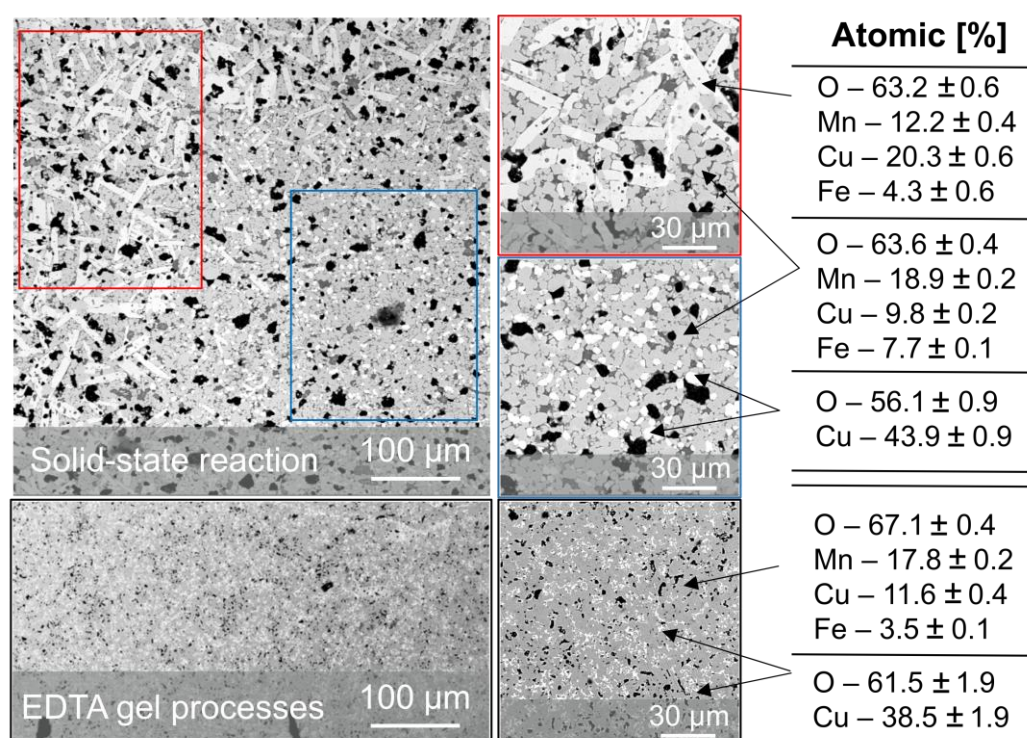 Atomic [%]
O – 63.2 ± 0.6
Mn – 12.2 ± 0.4
Cu – 20.3 ± 0.6
Fe – 4.3 ± 0.6
30 µm
O – 63.6 ± 0.4
Mn – 18.9 ± 0.2
Cu – 9.8 ± 0.2
Fe – 7.7 ± 0.1
O – 56.1 ± 0.9
Cu – 43.9 ± 0.9
Solid-state reaction
100 µm
30 µm
O – 67.1 ± 0.4
Mn – 17.8 ± 0.2
Cu – 11.6 ± 0.4
Fe – 3.5 ± 0.1
O – 61.5 ± 1.9
Cu – 38.5 ± 1.9
EDTA gel processes
100 µm
30 µm